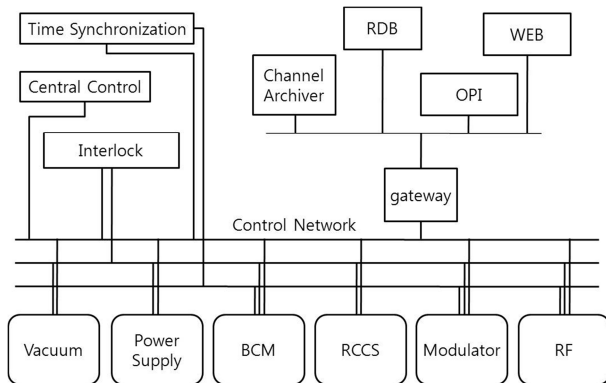 Time Synchronization
RDB
WEB
Channel
Archiver
Central Control
OPI
Interlock
gateway
Control Network
Vacuum
Power
Supply
BCM
RCCS
Modulator
RF